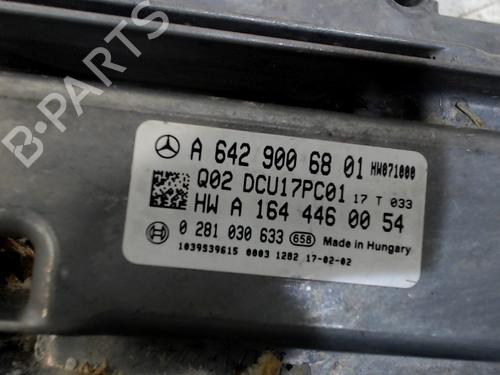 A 642 900 68 01 HW071000
Q02 DCU17PC01 17 T 033
HW A 164 446 00 54
0 281 030 633 658 Made in Hungary
1039S39615 0003 1282 17-02-02
B-Parts